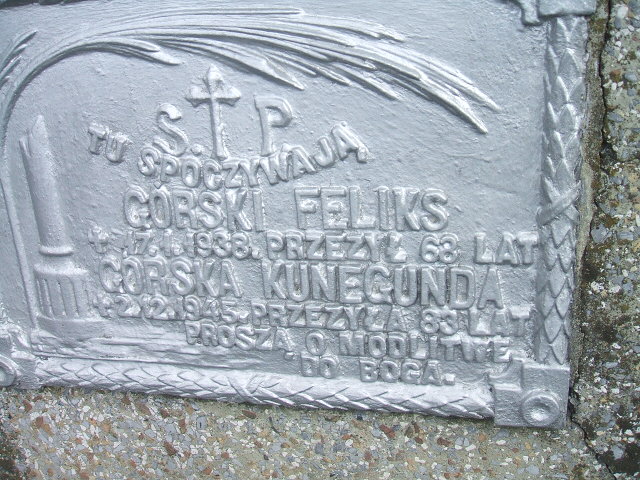 Ś. † P.
TU SPOCZYWAJĄ
GÓRSKI FELIKS
† 17.1.1938. PRZEŻYŁ 68 LAT
GÓRSKA KUNEGUNDA
† 2.12.1945. PRZEŻYŁA 83 LAT
PROSZĄ O MODLITWĘ
DO BOGA.